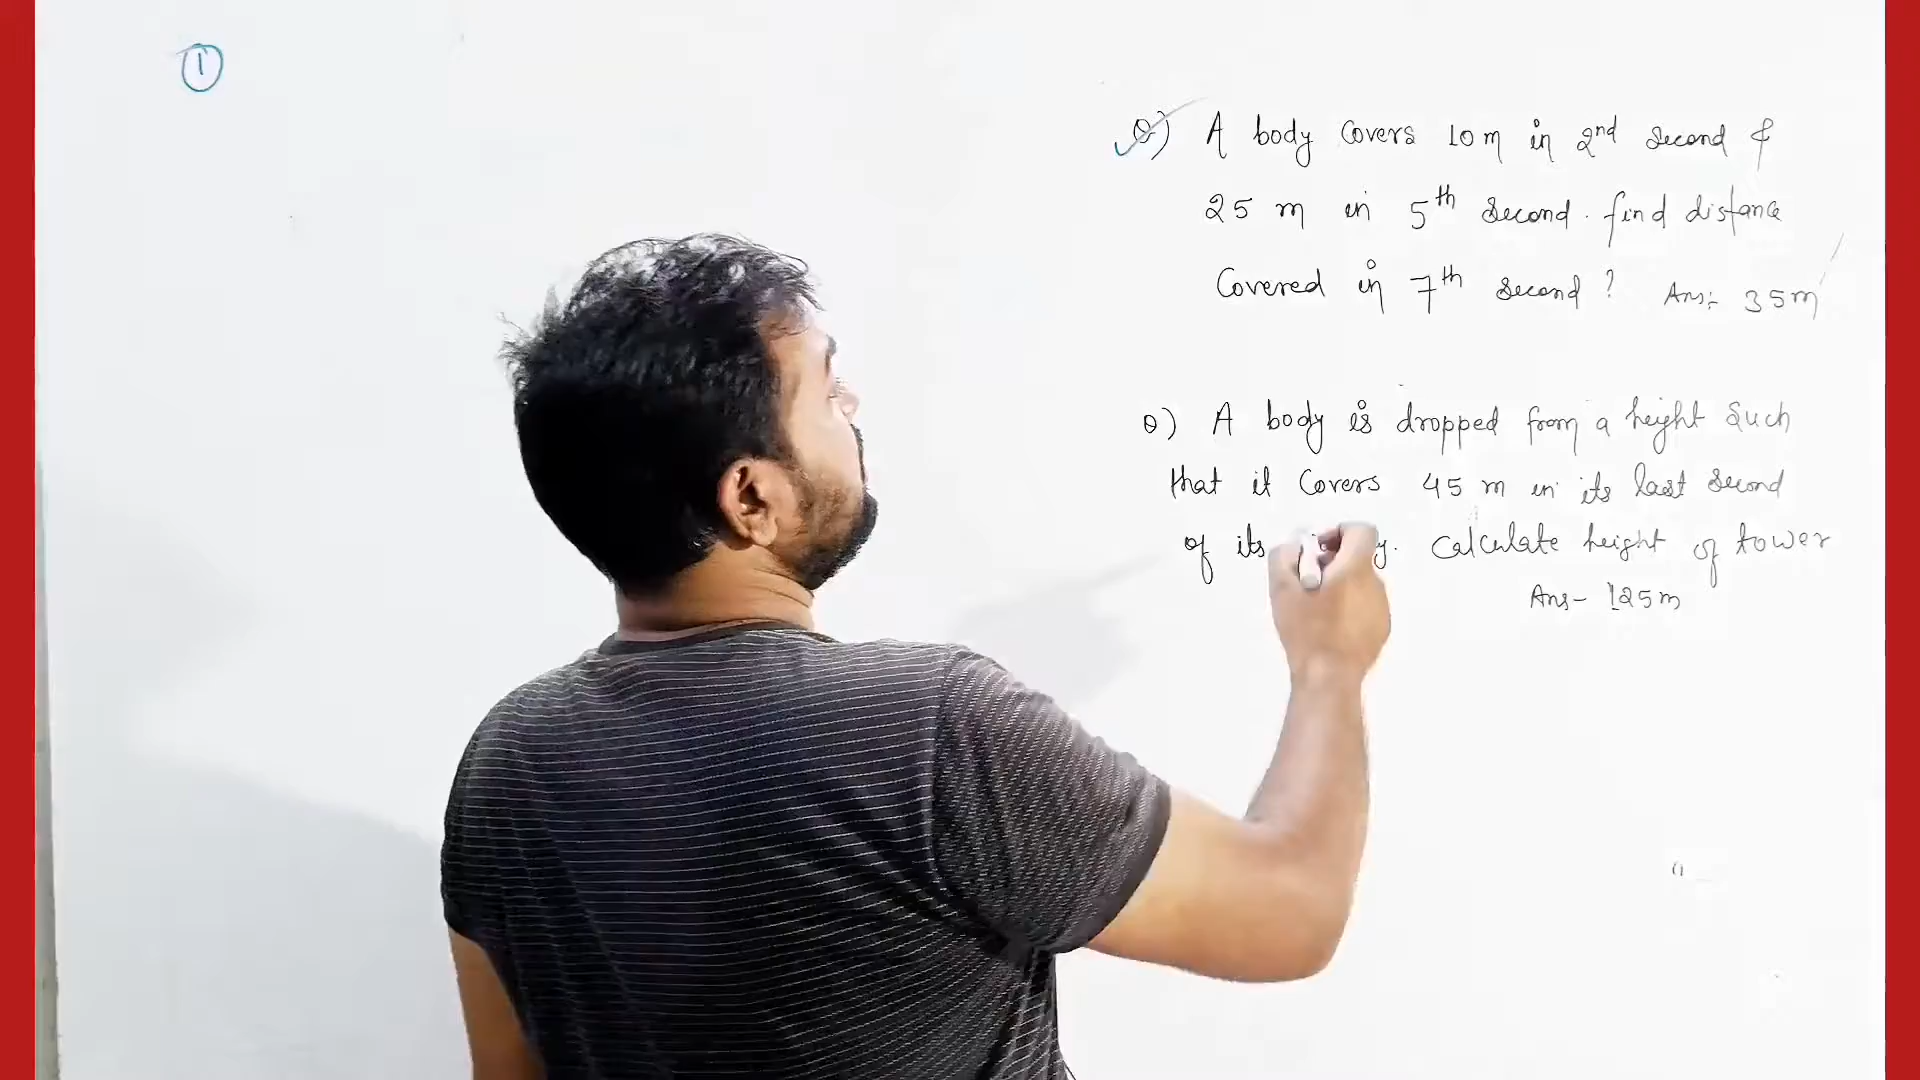 ①
Q) A body Covers 10 m in 2nd Second &
25 m in 5th Second. find distance
Covered in 7th Second? Ans:- 35m
Q) A body is dropped from a height Such
that it Covers 45 m in its last Second
of its Calculate height of tower
Ans- 125m